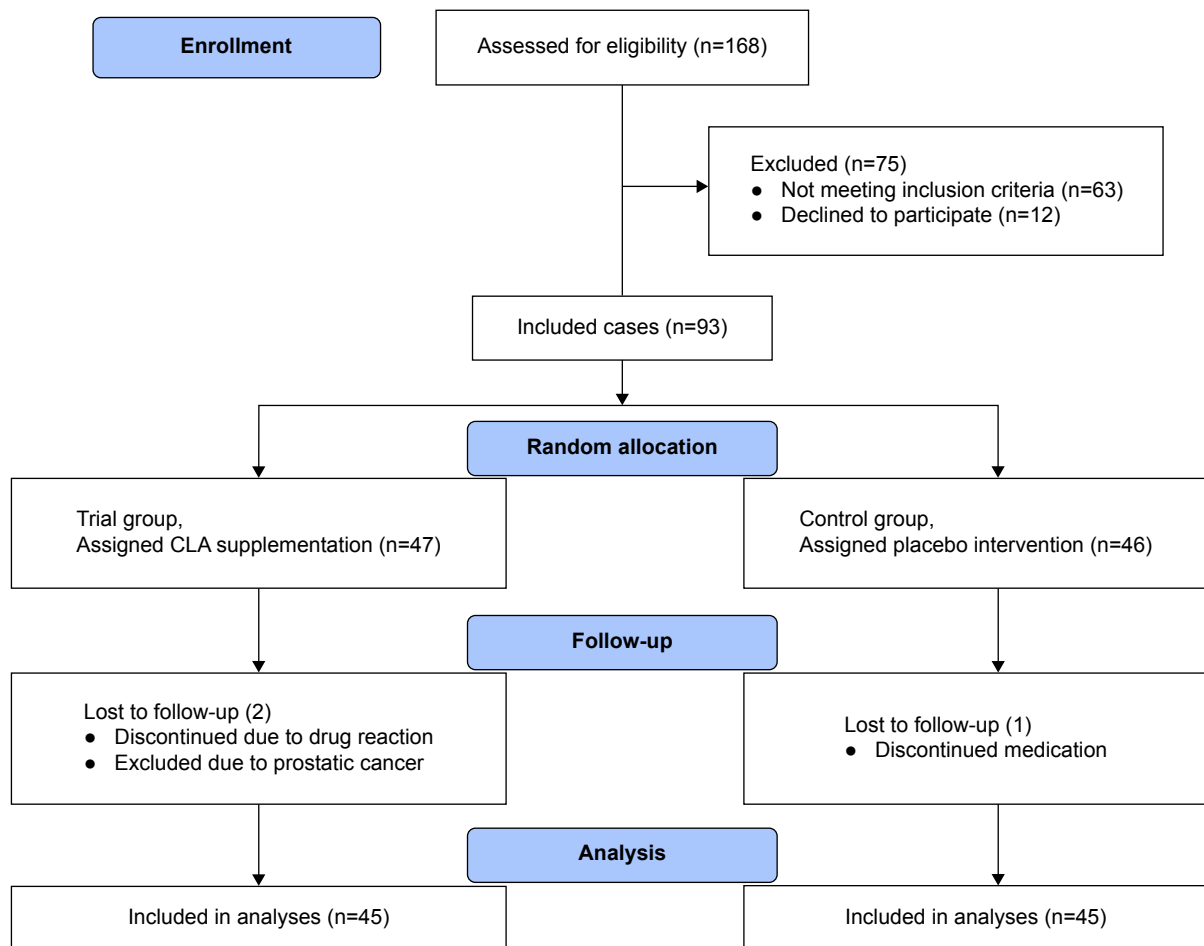 Enrollment
Assessed for eligibility (n=168)
Excluded (n=75)
● Not meeting inclusion criteria (n=63)
● Declined to participate (n=12)
Included cases (n=93)
Random allocation
Trial group,
Assigned CLA supplementation (n=47)
Control group,
Assigned placebo intervention (n=46)
Follow-up
Lost to follow-up (2)
● Discontinued due to drug reaction
● Excluded due to prostatic cancer
Lost to follow-up (1)
● Discontinued medication
Analysis
Included in analyses (n=45)
Included in analyses (n=45)